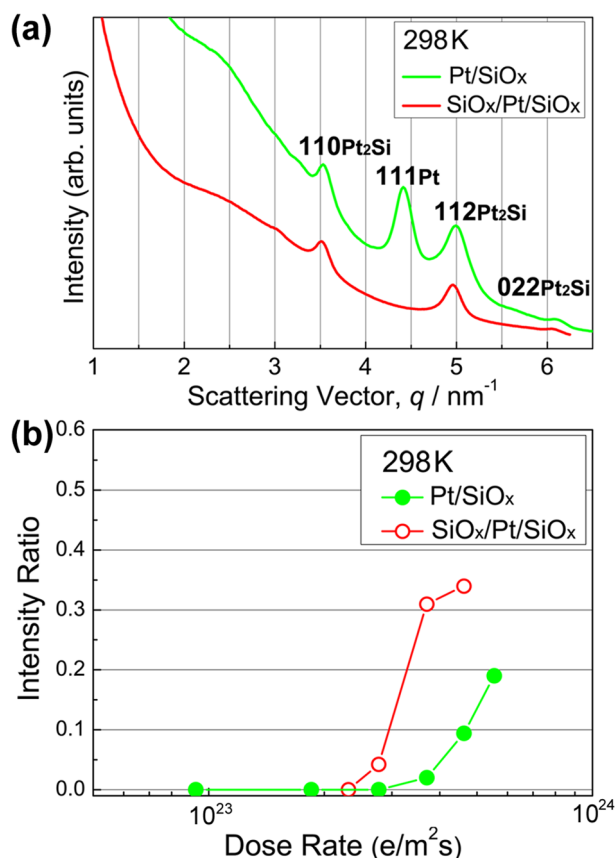 (a)
298K
Pt/SiOₓ
SiOₓ/Pt/SiOₓ
110Pt₂Si
111Pt
112Pt₂Si
022Pt₂Si
Intensity (arb. units)
1 2 3 4 5 6
Scattering Vector, q / nm⁻¹
(b)
298K
Pt/SiOₓ
SiOₓ/Pt/SiOₓ
Intensity Ratio
0.6
0.5
0.4
0.3
0.2
0.1
0.0
10²³ 10²⁴
Dose Rate (e/m²s)